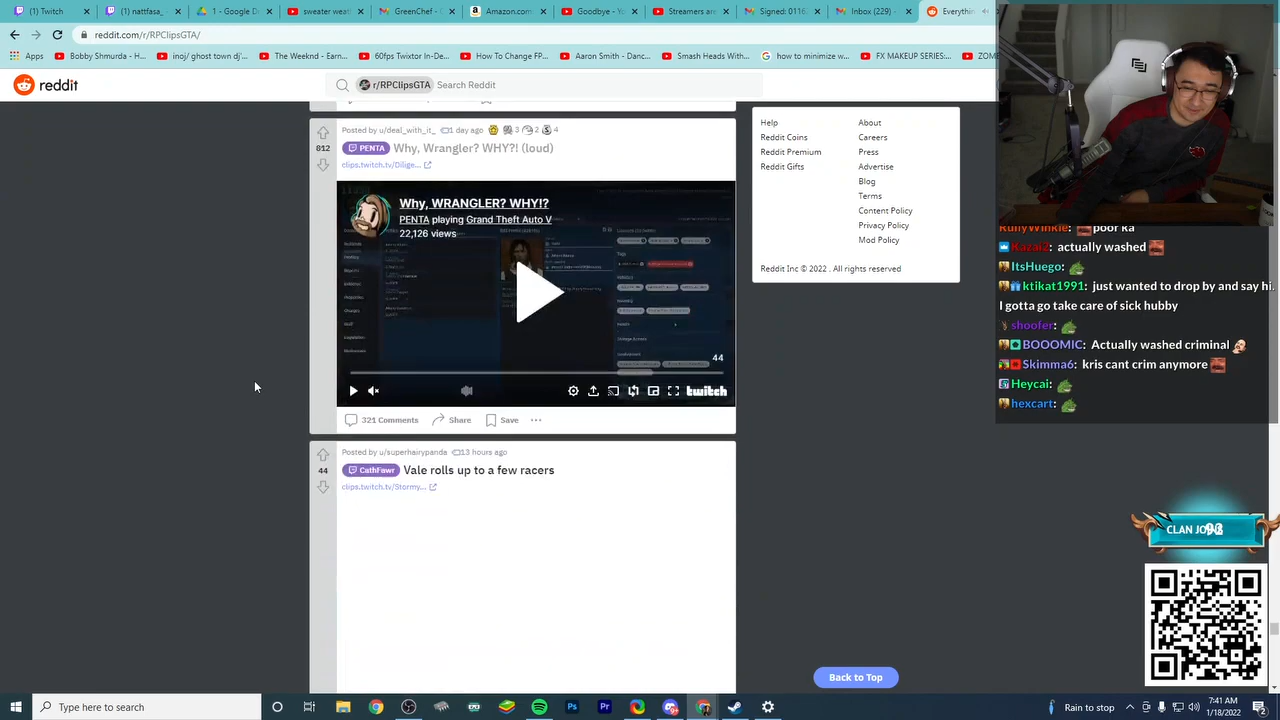 Twitch
nattfasa_
1 - Google D
sweater weat
GreenChef -
Amazon.com
Goodbye - Yo
Streamers ar
Signed: 0116
Inbox (229)
Everythin
reddit.com/r/RPClipsGTA/
Apps
Bobby Shmurda - H...
inoj/ ghost town dj'...
The Weeknd - Earn...
60fps Twixtor In-De...
How To Change FP...
Aaron Smith - Danc...
Smash Heads With...
how to minimize w...
FX MAKEUP SERIES:...
ZOM
reddit
r/RPClipsGTA
Search Reddit
Posted by u/deal_with_it_
1 day ago
3
2
4
812
PENTA
Why, Wrangler? WHY?! (loud)
clips.twitch.tv/Dilige...
Why, WRANGLER? WHY!?
PENTA playing Grand Theft Auto V
22,126 views
44
twitch
321 Comments
Share
Save
Posted by u/superhairypanda
13 hours ago
44
CathFawr
Vale rolls up to a few racers
clips.twitch.tv/Stormy...
Help
About
Reddit Coins
Careers
Reddit Premium
Press
Reddit Gifts
Advertise
Blog
Terms
Content Policy
Privacy Policy
Mod Policy
Reddit Inc © 2022 . All rights reserved
Back to Top
RunyWinkie: poor ka
Kazai2: actually washed
ItsHuego:
ktikat1991: just wanted to drop by and say hi.
I gotta go take care of sick hubby
shoofer:
BOOOMIC: Actually washed criminal
Skimma6: kris cant crim anymore
Heycai:
hexcart:
CLAN JO
Type here to search
Rain to stop
7:41 AM
1/18/2022
2